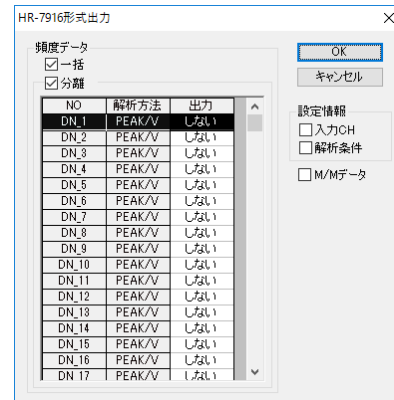 HR-7916形式出力
頻度データ
一括
分離
NO 解析方法 出力
DN_1 PEAK/V しない
DN_2 PEAK/V しない
DN_3 PEAK/V しない
DN_4 PEAK/V しない
DN_5 PEAK/V しない
DN_6 PEAK/V しない
DN_7 PEAK/V しない
DN_8 PEAK/V しない
DN_9 PEAK/V しない
DN_10 PEAK/V しない
DN_11 PEAK/V しない
DN_12 PEAK/V しない
DN_13 PEAK/V しない
DN_14 PEAK/V しない
DN_15 PEAK/V しない
DN_16 PEAK/V しない
DN_17 PEAK/V しない
OK
キャンセル
設定情報
入力CH
解析条件
M/Mデータ